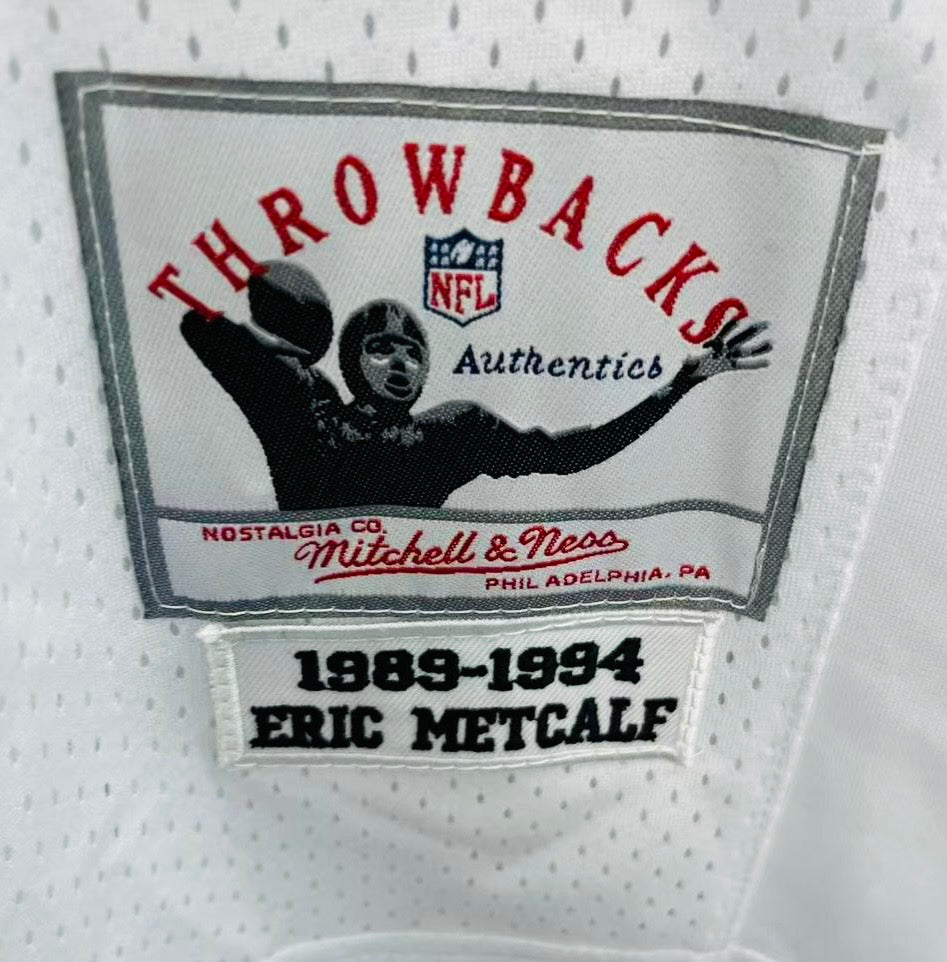 THROWBACKS
NFL
Authentics
NOSTALGIA CO.
Mitchell & Ness
PHILADELPHIA, PA
1989-1994
ERIC METCALF